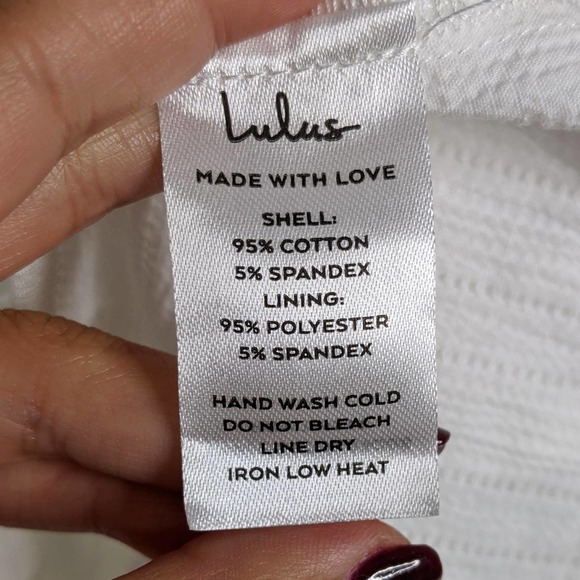 Lulus
MADE WITH LOVE
SHELL:
95% COTTON
5% SPANDEX
LINING:
95% POLYESTER
5% SPANDEX
HAND WASH COLD
DO NOT BLEACH
LINE DRY
IRON LOW HEAT